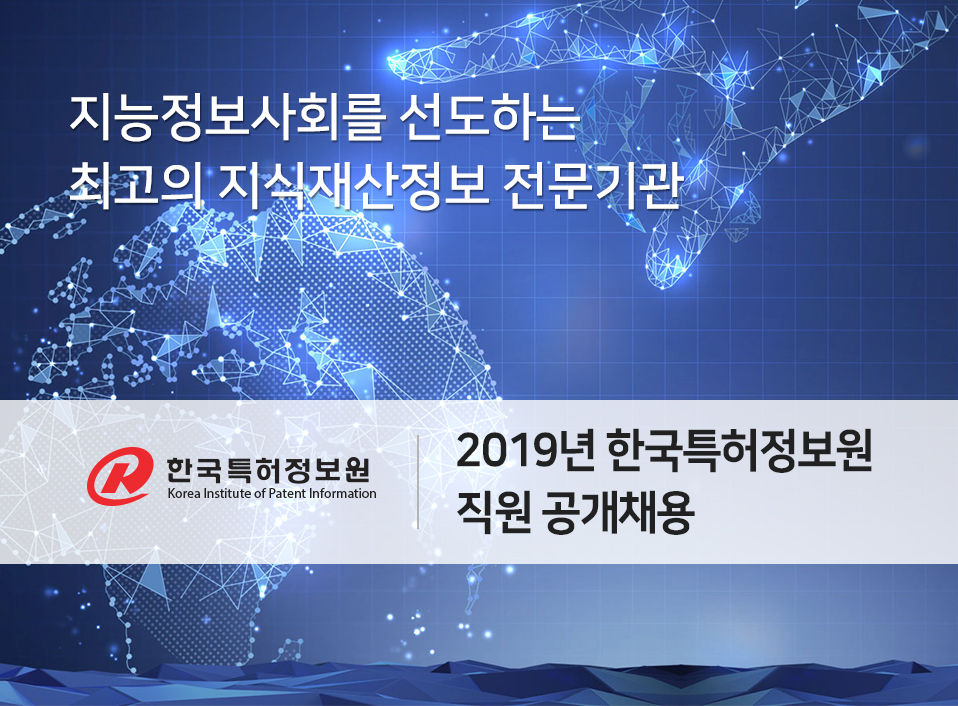 지능정보사회를 선도하는
최고의 지식재산정보 전문기관
한국특허정보원
Korea Institute of Patent Information
2019년 한국특허정보원
직원 공개채용